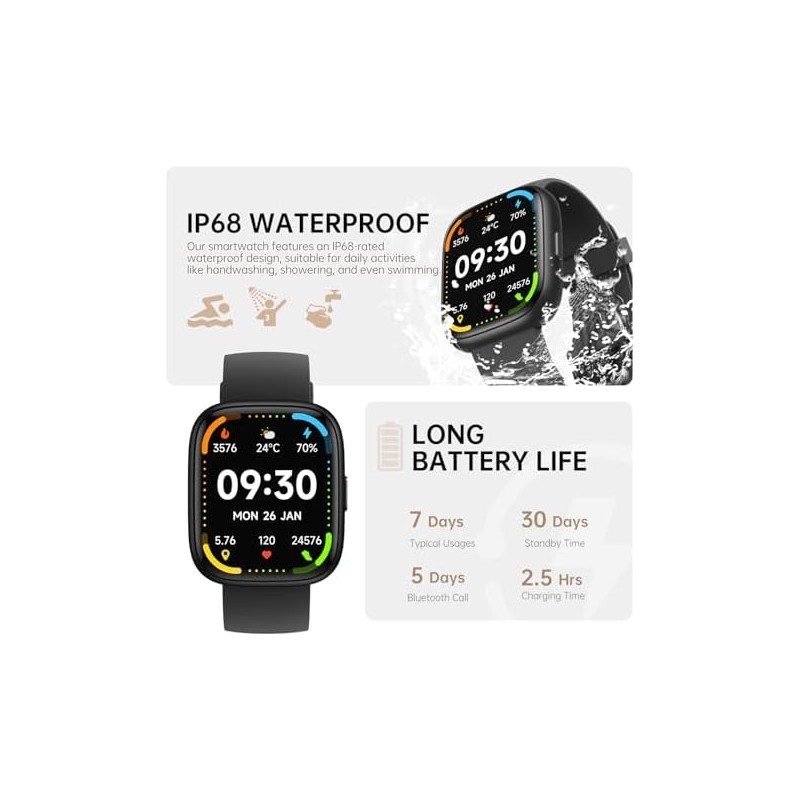 IP68 WATERPROOF
Our smartwatch features an IP68-rated
waterproof design, suitable for daily activities
like handwashing, showering, and even swimming
3576 24°C 70%
09:30
MON 26 JAN
5.76 120 24576
3576 24°C 70%
09:30
MON 26 JAN
5.76 120 24576
LONG
BATTERY LIFE
7 Days 30 Days
Typical Usages Standby Time
5 Days 2.5 Hrs
Bluetooth Call Charging Time